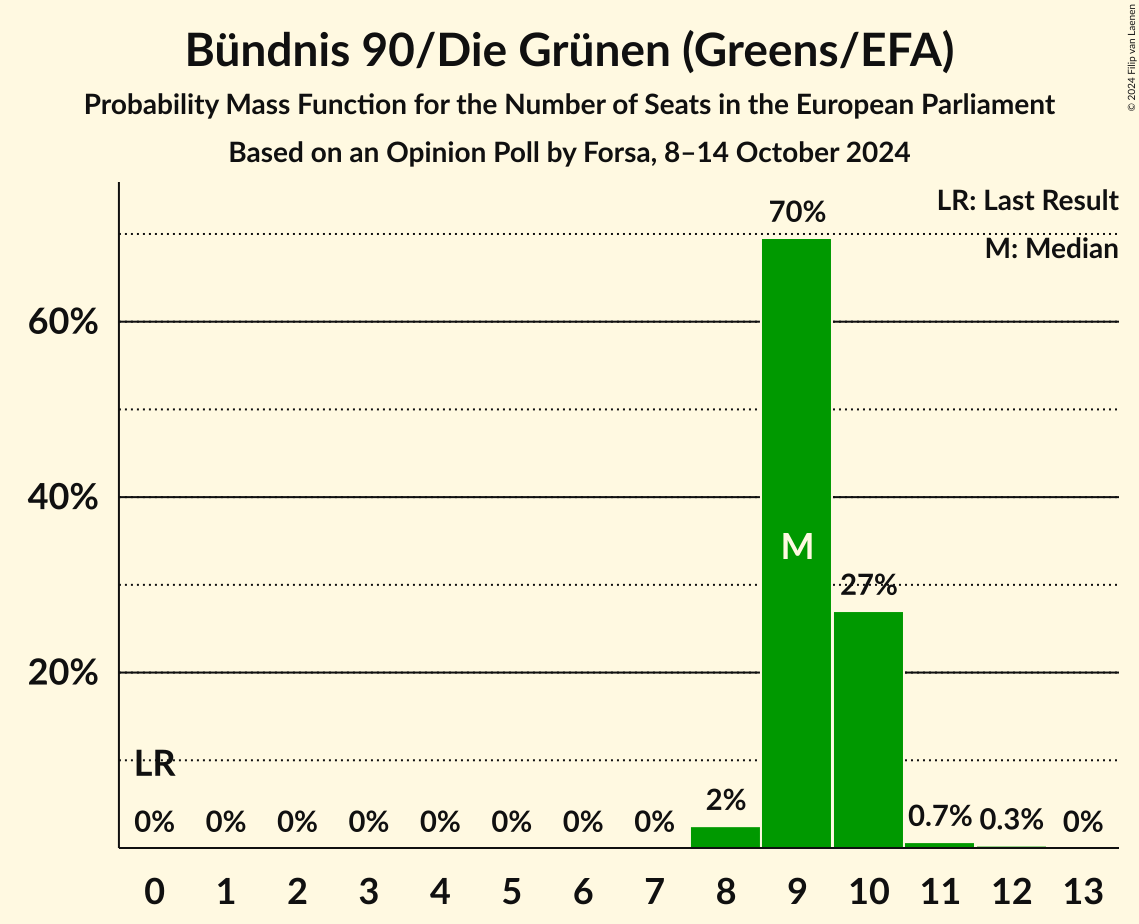 Bündnis 90/Die Grünen (Greens/EFA)
Probability Mass Function for the Number of Seats in the European Parliament
Based on an Opinion Poll by Forsa, 8–14 October 2024
© 2024 Filip van Laenen
LR: Last Result
M: Median
70%
60%
40%
M
27%
20%
LR
0% 0% 0% 0% 0% 0% 0% 0% 2% 0.7% 0.3% 0%
0 1 2 3 4 5 6 7 8 9 10 11 12 13